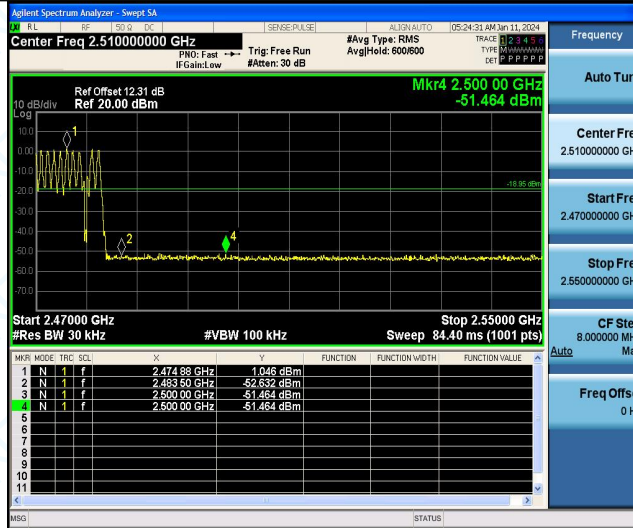 Agilent Spectrum Analyzer - Swept SA
RL RF 50 Ω DC SENSE:PULSE ALIGN AUTO 05:24:31 AM Jan 11, 2024
Center Freq 2.510000000 GHz
PNO: Fast
IFGain:Low
Trig: Free Run
#Atten: 30 dB
#Avg Type: RMS
Avg|Hold: 600/600
TRACE 1 2 3 4 5 6
TYPE M
DET P P P P P P
Mkr4 2.500 00 GHz
-51.464 dBm
Ref Offset 12.31 dB
10 dB/div Ref 20.00 dBm
Log
10.0
0.00
-10.0
-20.0
-30.0
-40.0
-50.0
-60.0
-70.0
1
2
4
-18.95 dBm
Start 2.47000 GHz Stop 2.55000 GHz
#Res BW 30 kHz #VBW 100 kHz Sweep 84.40 ms (1001 pts)
MKR MODE TRC SCL X Y FUNCTION FUNCTION WIDTH FUNCTION VALUE
1 N 1 f 2.474 88 GHz 1.046 dBm
2 N 1 f 2.483 50 GHz -52.632 dBm
3 N 1 f 2.500 00 GHz -51.464 dBm
4 N 1 f 2.500 00 GHz -51.464 dBm
5
6
7
8
9
10
11
MSG STATUS
Frequency
Auto Tun
Center Fre
2.510000000 GH
Start Fre
2.470000000 GH
Stop Fre
2.550000000 GH
CF Ste
8.000000 MH
Auto Ma
Freq Offs
0 H